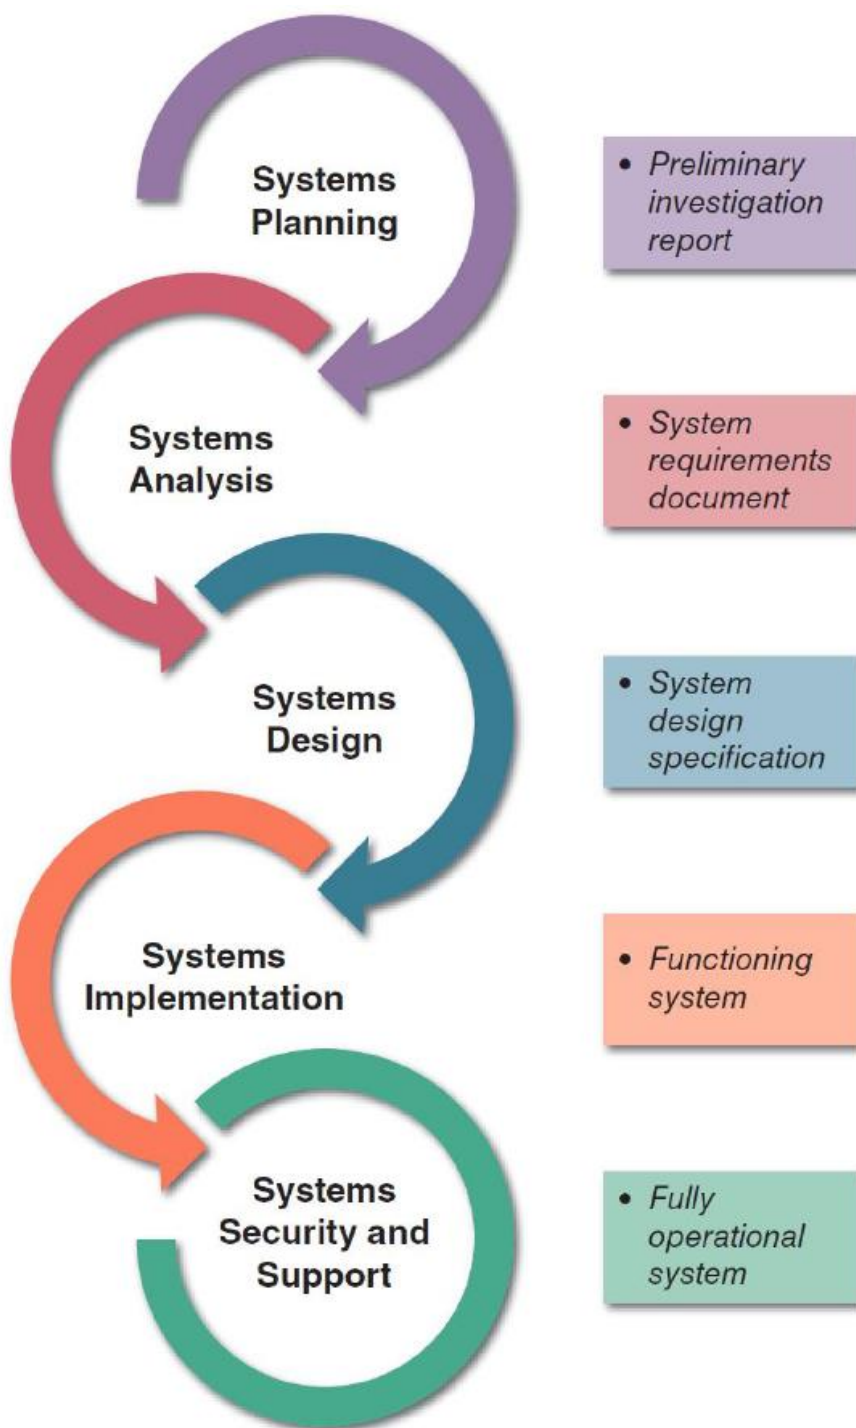 Systems
Planning
• Preliminary
investigation
report
Systems
Analysis
• System
requirements
document
Systems
Design
• System
design
specification
Systems
Implementation
• Functioning
system
Systems
Security and
Support
• Fully
operational
system